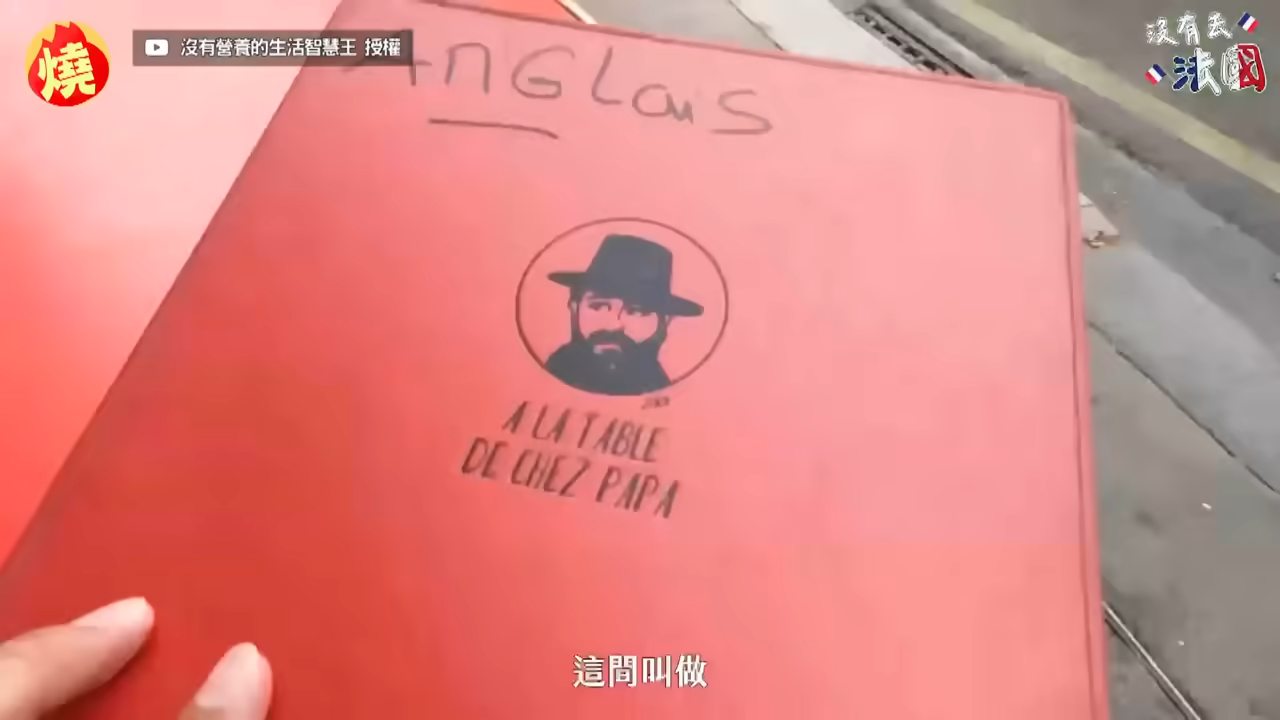 燒
沒有營養的生活智慧王 授權
沒有去
法國
ANGLaiS
A LA TABLE
DE CHEZ PAPA
這間叫做